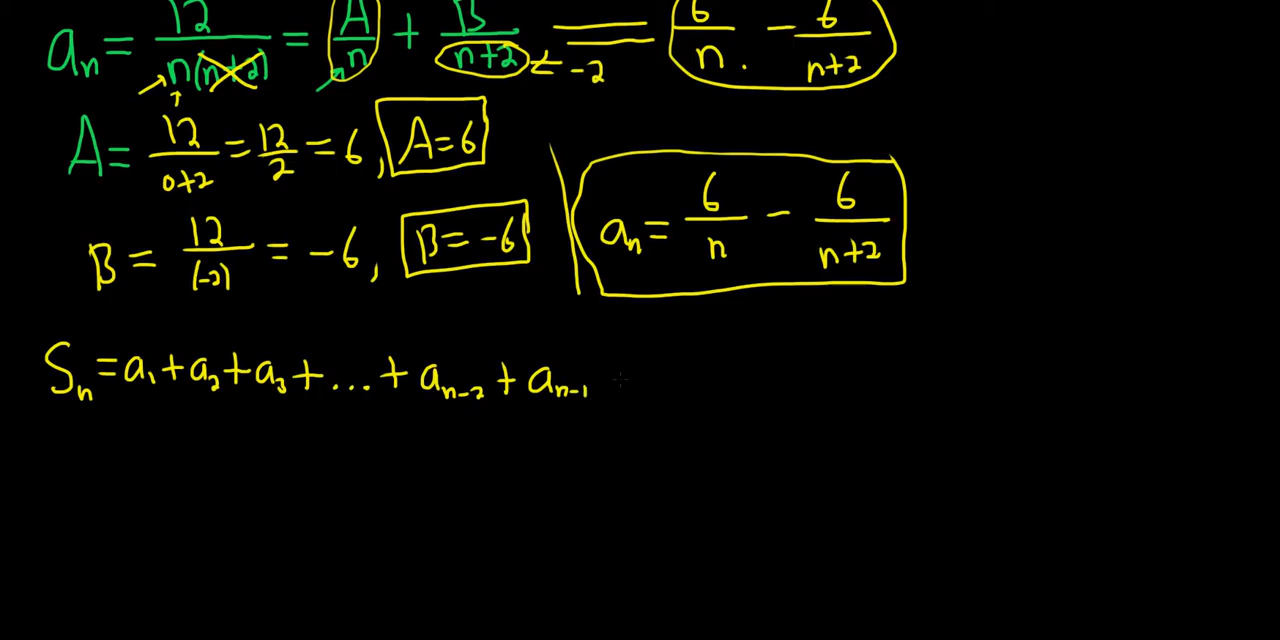 aₙ = 12/(n(n+2)) = A/n + B/(n+2) ← -2 = 6/n . - 6/(n+2)
A = 12/(0+2) = 12/2 = 6, A = 6
B = 12/(-2) = -6, B = -6
aₙ = 6/n - 6/(n+2)
Sₙ = a₁ + a₂ + a₃ + ... + aₙ₋₂ + aₙ₋₁